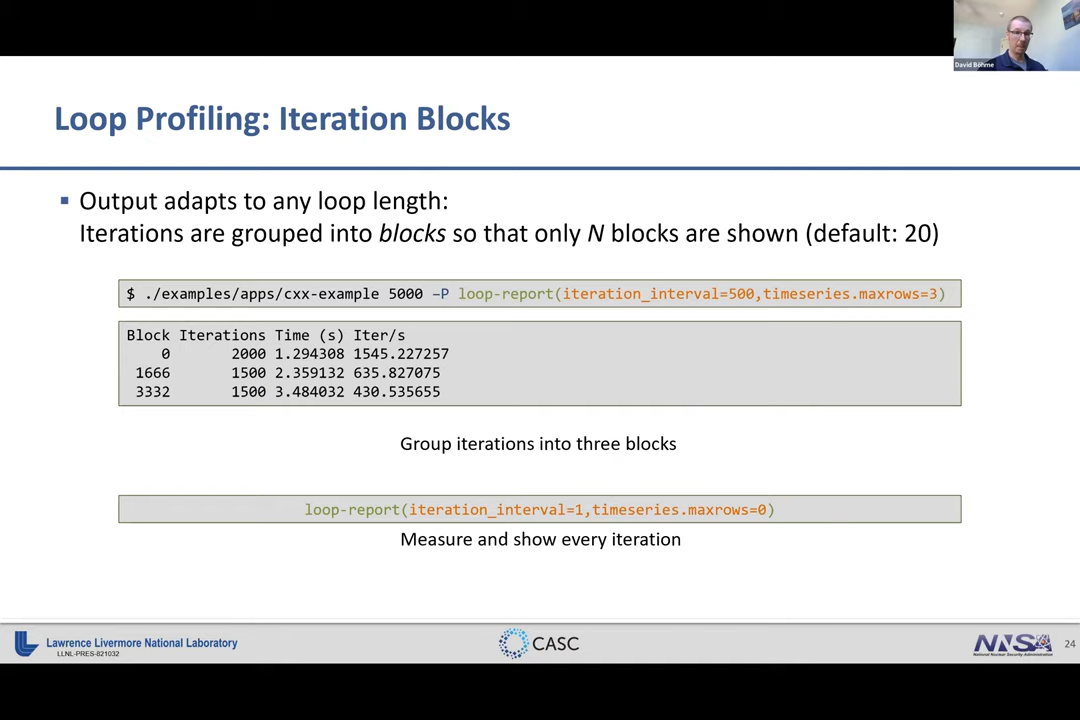 David Böhme
Loop Profiling: Iteration Blocks
▪ Output adapts to any loop length:
Iterations are grouped into blocks so that only N blocks are shown (default: 20)
$ ./examples/apps/cxx-example 5000 –P loop-report(iteration_interval=500,timeseries.maxrows=3)
Block Iterations Time (s) Iter/s
0 2000 1.294308 1545.227257
1666 1500 2.359132 635.827075
3332 1500 3.484032 430.535655
Group iterations into three blocks
loop-report(iteration_interval=1,timeseries.maxrows=0)
Measure and show every iteration
Lawrence Livermore National Laboratory
LLNL-PRES-821032
CASC
NNSA
National Nuclear Security Administration
24